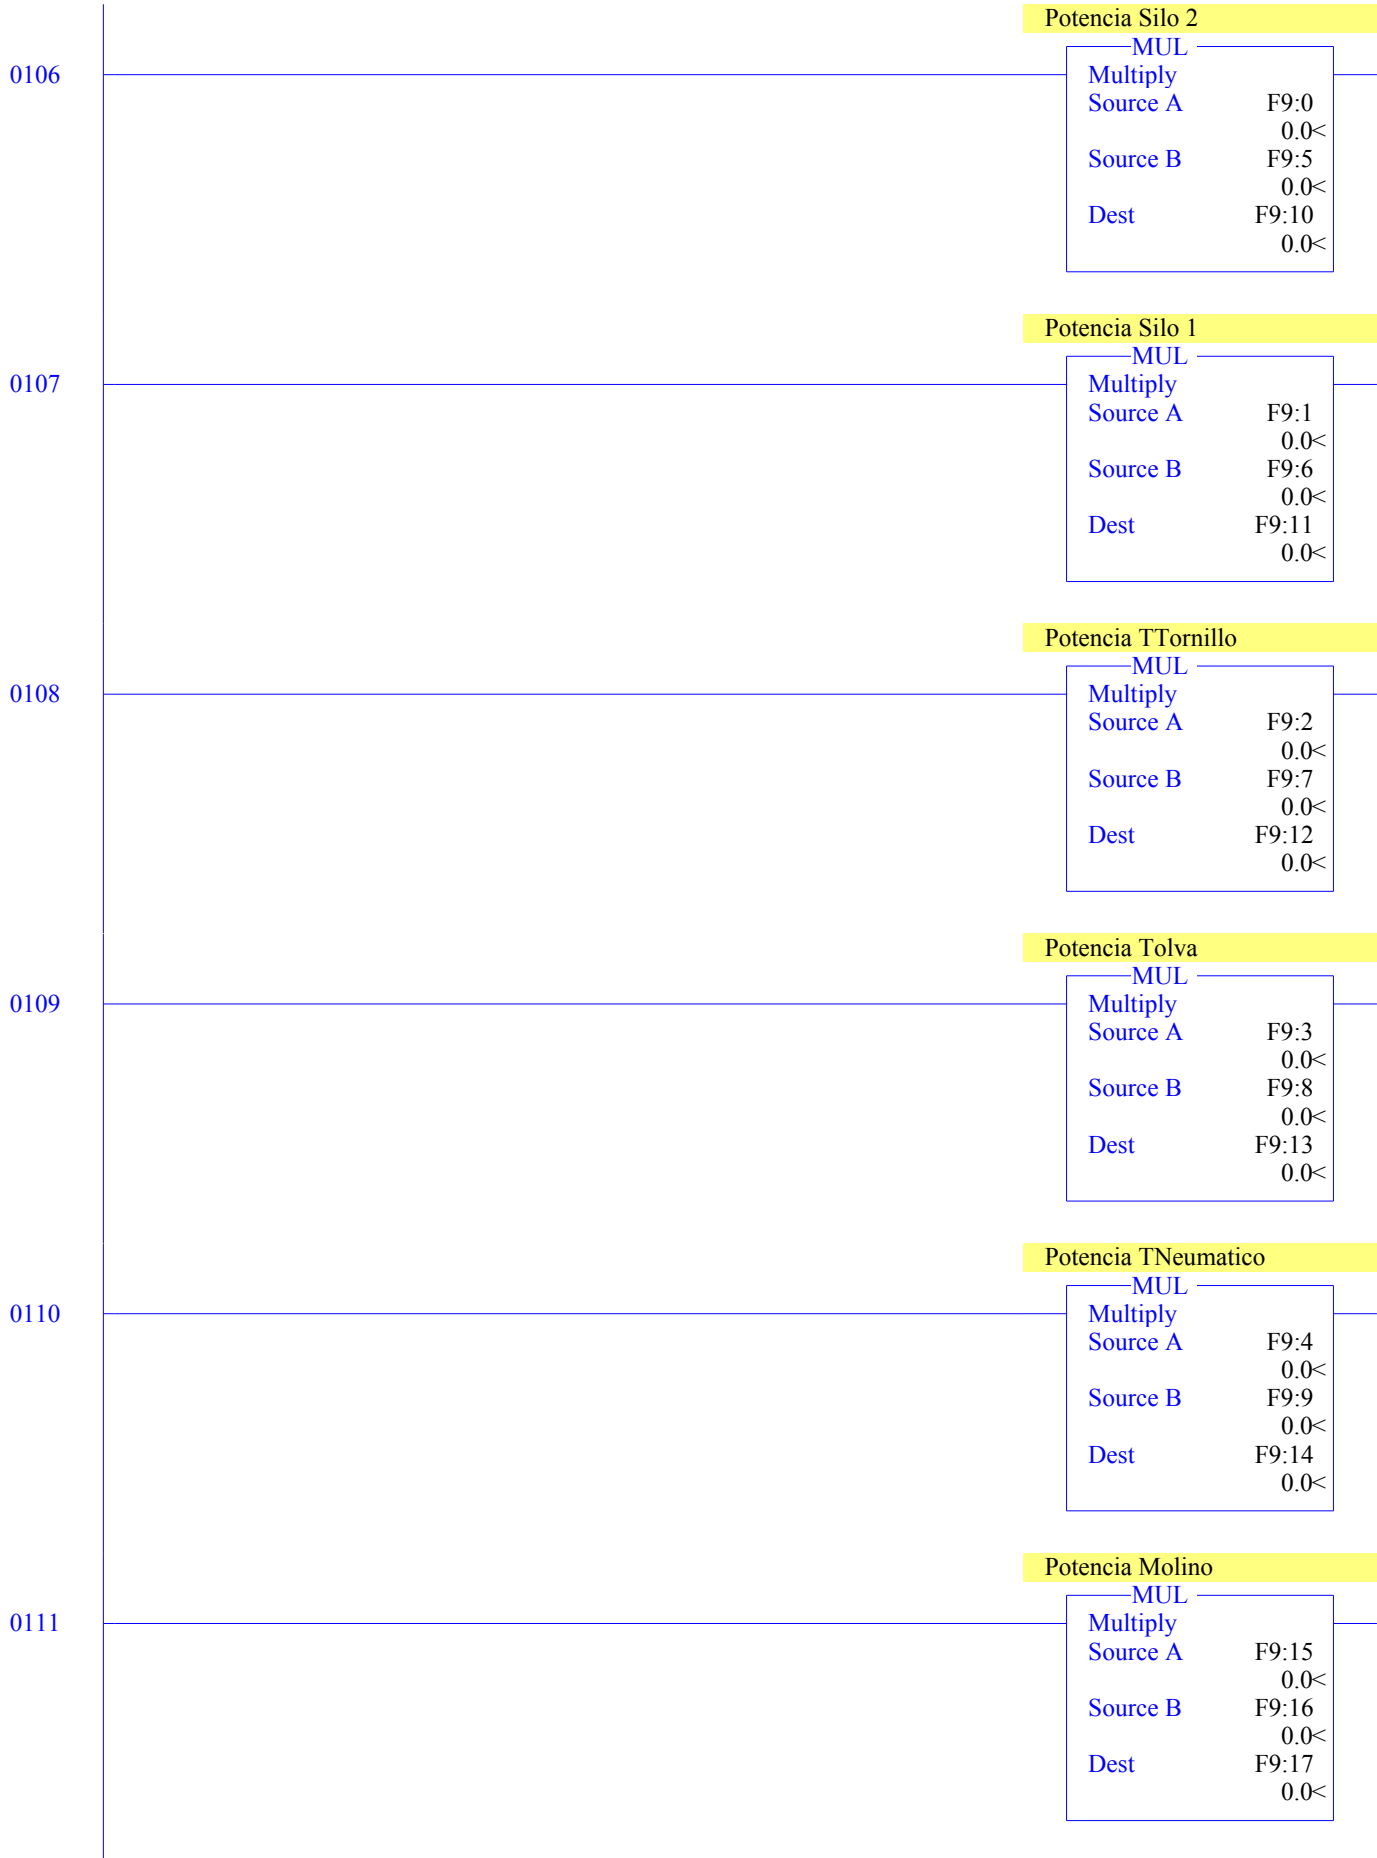 Potencia Silo 2
MUL
0106
Multiply
Source A F9:0
0.0<
Source B F9:5
0.0<
Dest F9:10
0.0<
Potencia Silo 1
MUL
0107
Multiply
Source A F9:1
0.0<
Source B F9:6
0.0<
Dest F9:11
0.0<
Potencia TTornillo
MUL
0108
Multiply
Source A F9:2
0.0<
Source B F9:7
0.0<
Dest F9:12
0.0<
Potencia Tolva
MUL
0109
Multiply
Source A F9:3
0.0<
Source B F9:8
0.0<
Dest F9:13
0.0<
Potencia TNeumatico
MUL
0110
Multiply
Source A F9:4
0.0<
Source B F9:9
0.0<
Dest F9:14
0.0<
Potencia Molino
MUL
0111
Multiply
Source A F9:15
0.0<
Source B F9:16
0.0<
Dest F9:17
0.0<